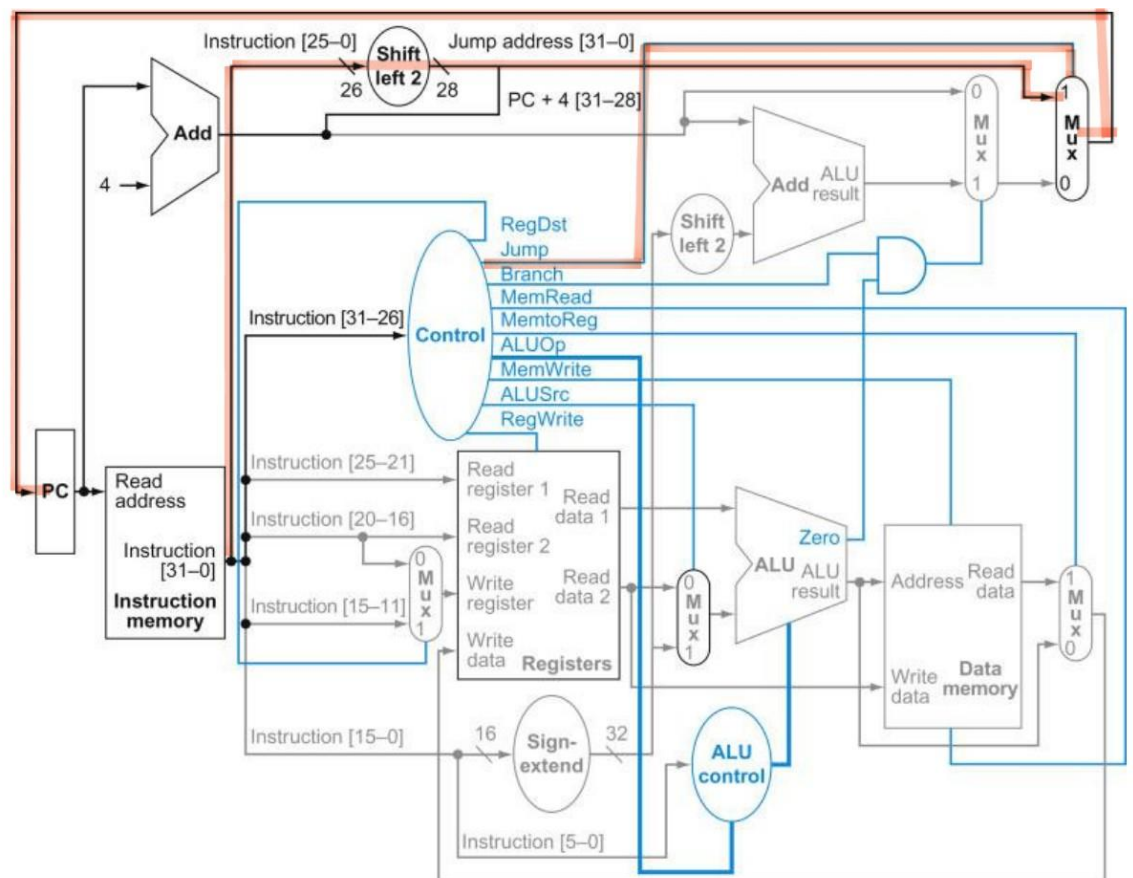 Instruction [25–0]
Shift
left 2
Jump address [31–0]
26
28
PC + 4 [31–28]
Add
4
0
M
u
x
1
1
M
u
x
0
Add
ALU
result
Shift
left 2
RegDst
Jump
Branch
MemRead
MemtoReg
ALUOp
MemWrite
ALUSrc
RegWrite
Control
Instruction [31–26]
PC
Read
address
Instruction
[31–0]
Instruction
memory
Instruction [25–21]
Instruction [20–16]
Instruction [15–11]
0
M
u
x
1
Read
register 1
Read
register 2
Write
register
Write
data
Read
data 1
Read
data 2
Registers
0
M
u
x
1
Zero
ALU
ALU
result
Address
Read
data
Write
data
Data
memory
1
M
u
x
0
Instruction [15–0]
16
Sign-
extend
32
ALU
control
Instruction [5–0]